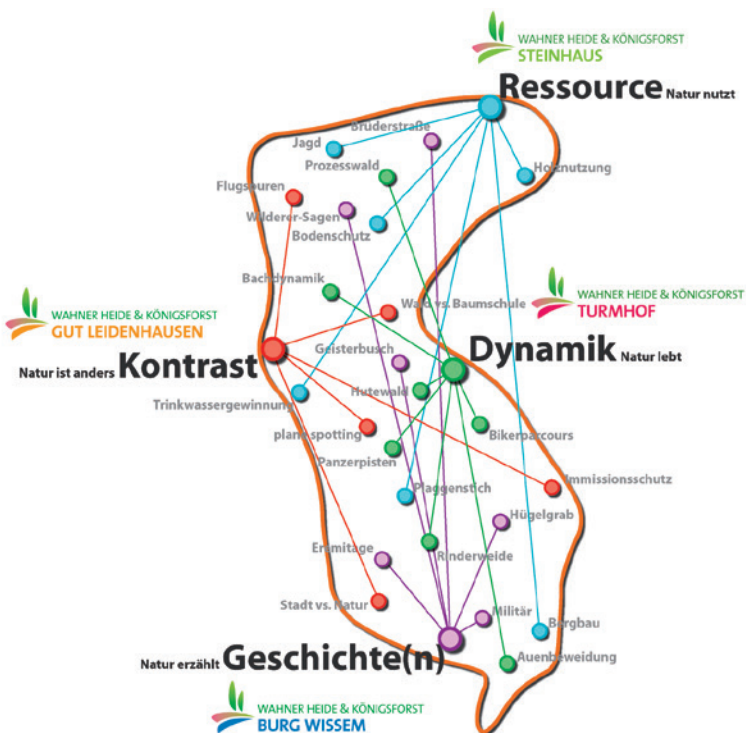 WAHNER HEIDE & KÖNIGSFORST
STEINHAUS
Ressource Natur nutzt
Brüderstraße
Jagd
Prozesswald
Holznutzung
Flugspuren
Wilderer-Sagen
Bodenschutz
Bachdynamik
WAHNER HEIDE & KÖNIGSFORST
TURMHOF
Wald vs. Baumschule
WAHNER HEIDE & KÖNIGSFORST
GUT LEIDENHAUSEN
Geisterbusch
Dynamik Natur lebt
Natur ist anders Kontrast
Hutewald
Trinkwassergewinnung
plane spotting
Bikerparcours
Panzerpisten
Immissionsschutz
Plaggenstich
Hügelgrab
Eremitage
Rinderweide
Stadt vs. Natur
Militär
Bergbau
Natur erzählt Geschichte(n)
Auenbeweidung
WAHNER HEIDE & KÖNIGSFORST
BURG WISSEM